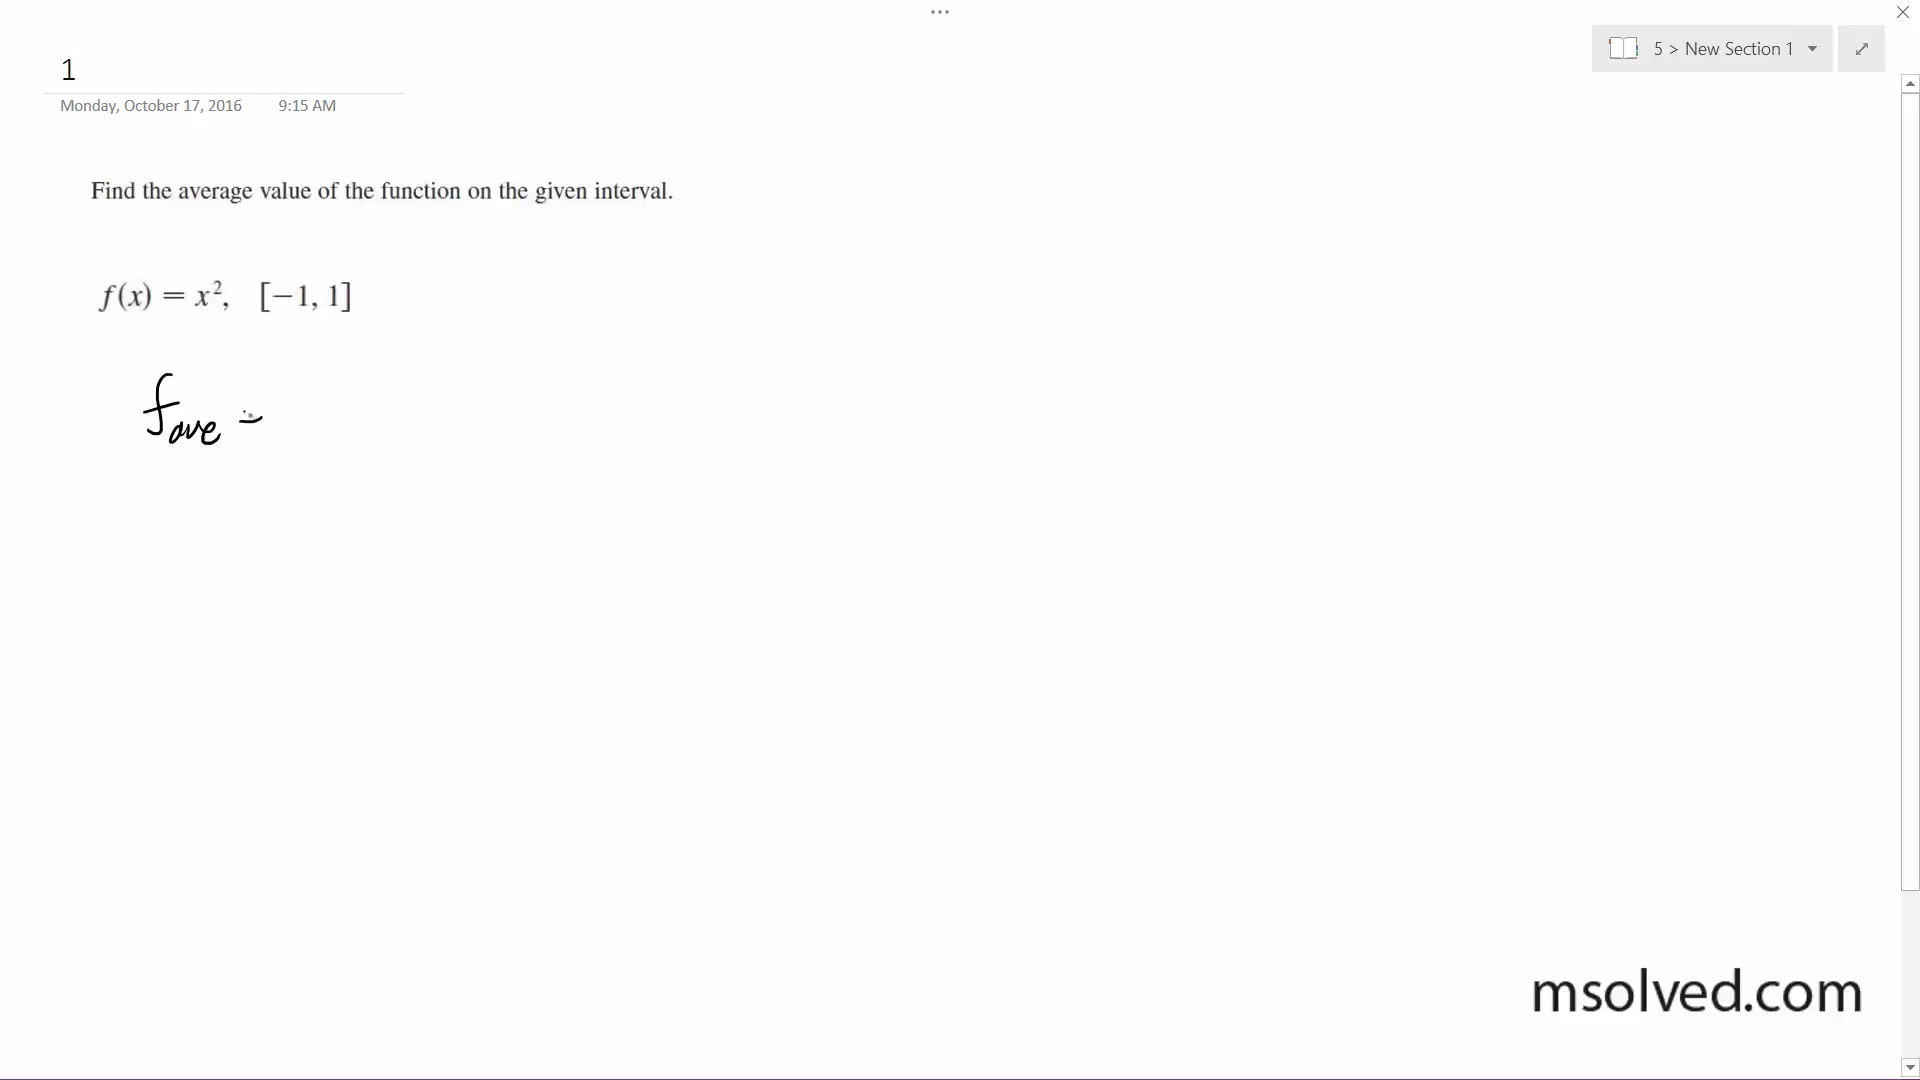 ...
5 > New Section 1
1
Monday, October 17, 2016 9:15 AM
Find the average value of the function on the given interval.
f(x) = x², [−1, 1]
fave =
msolved.com